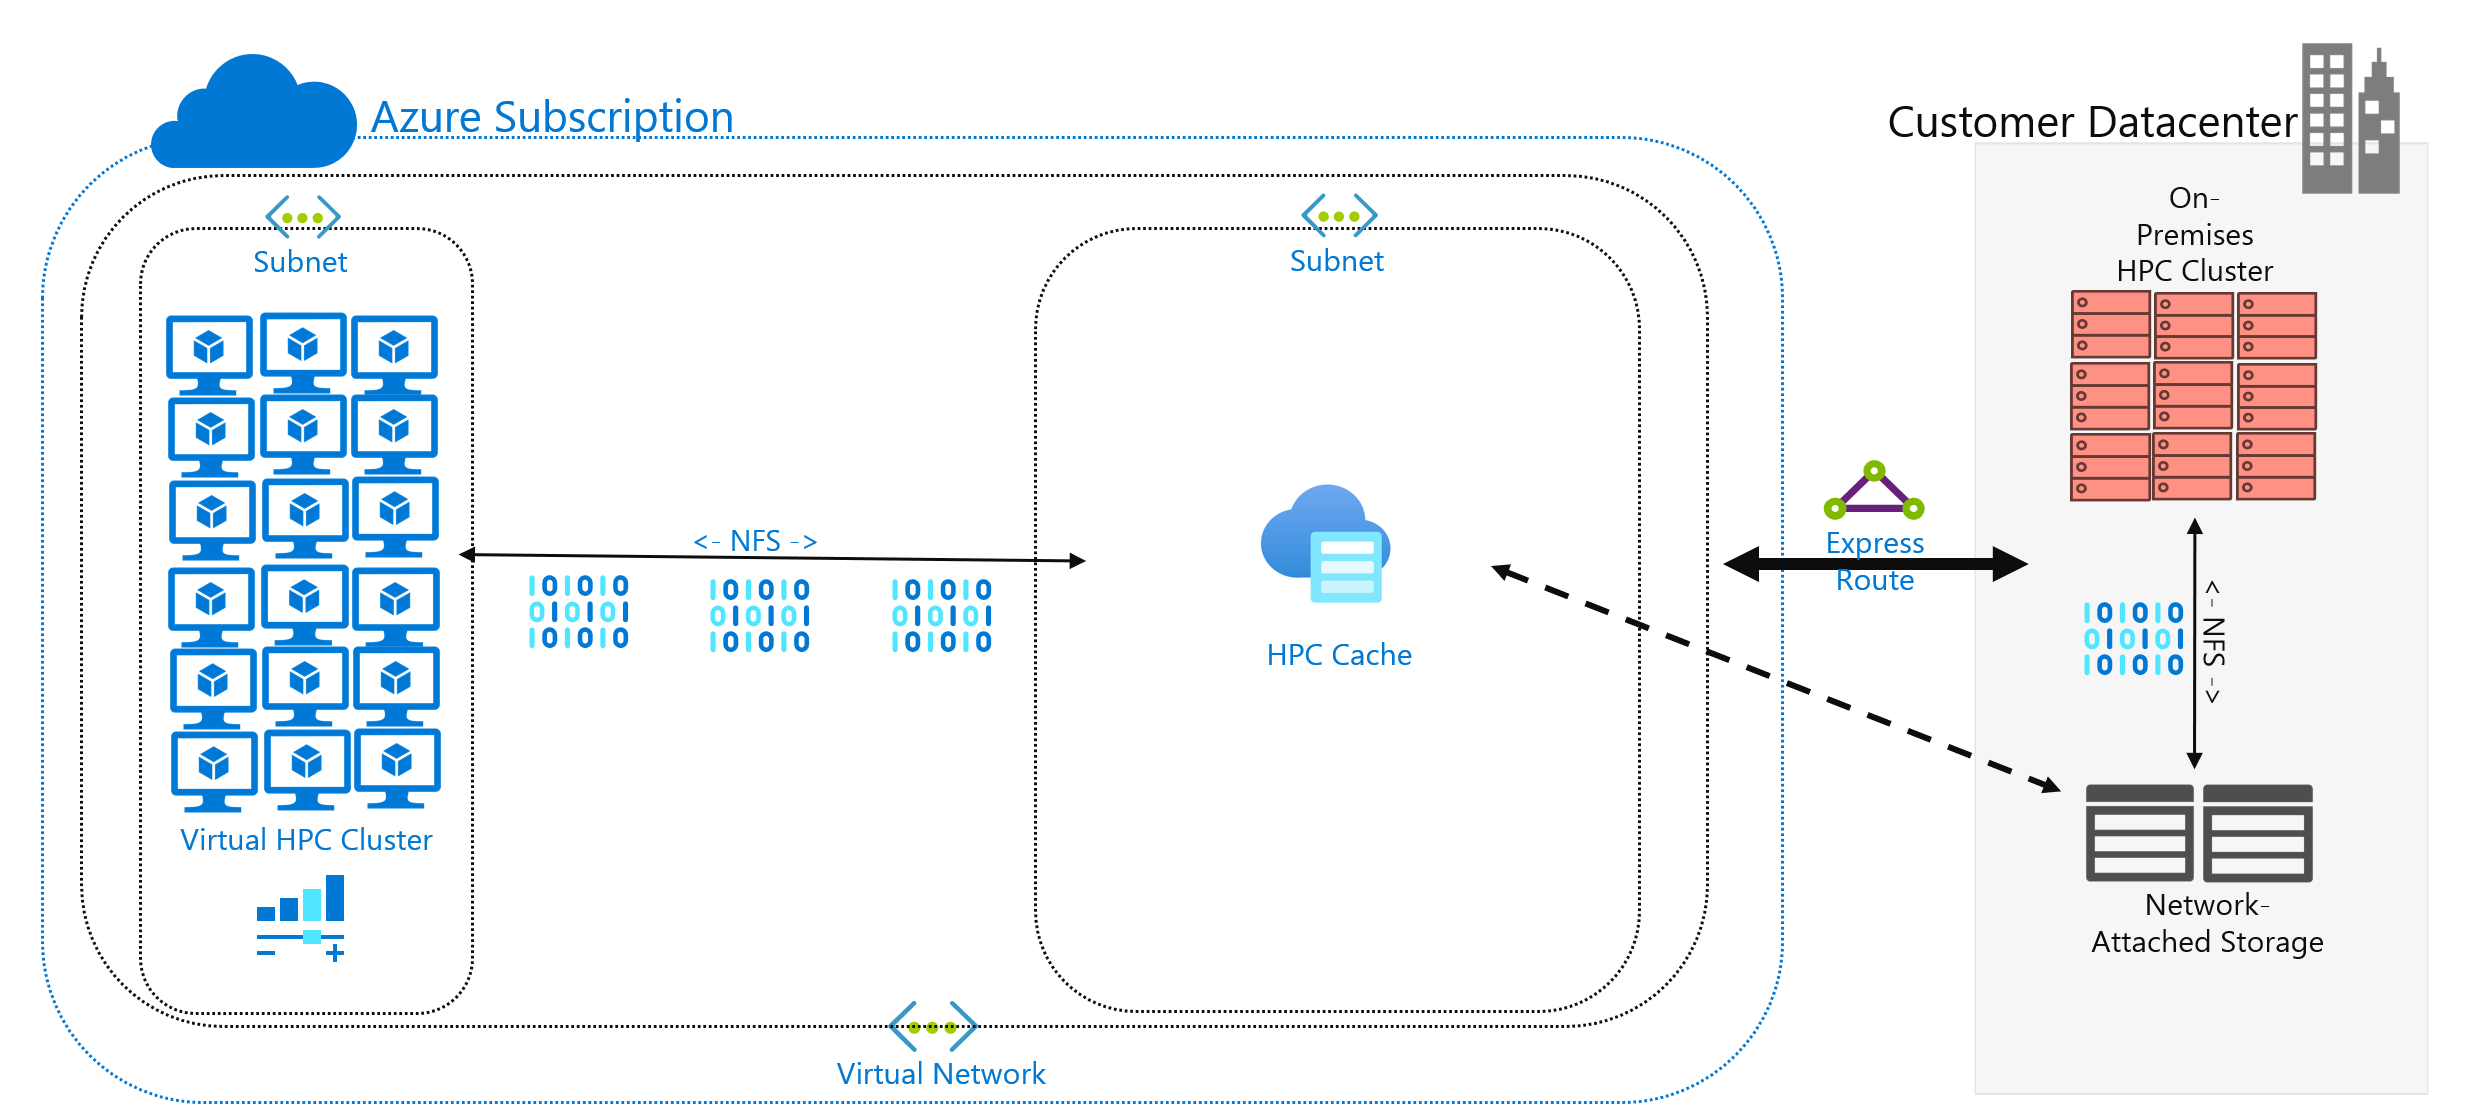 Azure Subscription
Customer Datacenter
Subnet
Subnet
On-
Premises
HPC Cluster
<- NFS ->
Express
Route
<- NFS ->
HPC Cache
Virtual HPC Cluster
Network-
Attached Storage
Virtual Network